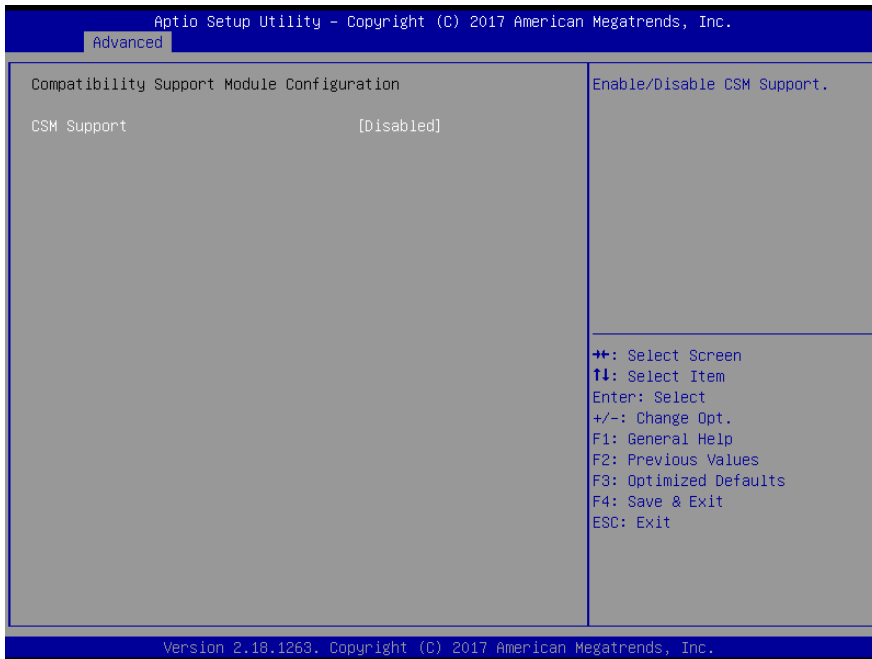 Aptio Setup Utility – Copyright (C) 2017 American Megatrends, Inc.
Advanced
Compatibility Support Module Configuration
CSM Support [Disabled]
Enable/Disable CSM Support.
→←: Select Screen
↑↓: Select Item
Enter: Select
+/-: Change Opt.
F1: General Help
F2: Previous Values
F3: Optimized Defaults
F4: Save & Exit
ESC: Exit
Version 2.18.1263. Copyright (C) 2017 American Megatrends, Inc.